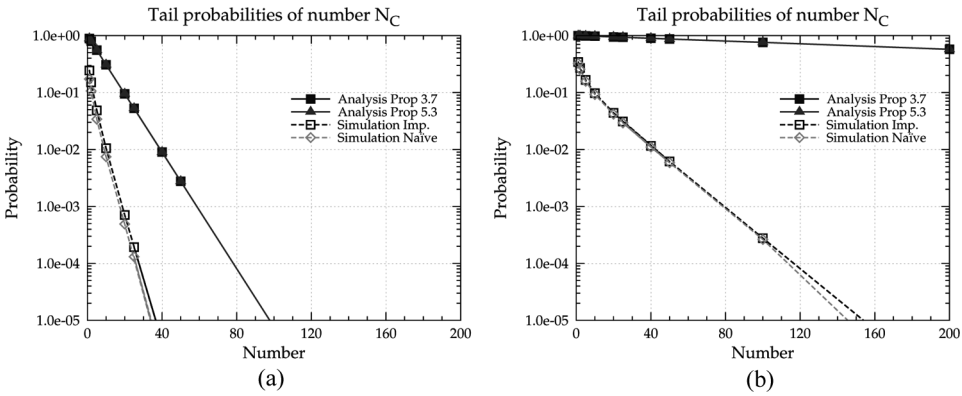 Tail probabilities of number N_C
1.0e+00
1.0e-01
1.0e-02
1.0e-03
1.0e-04
1.0e-05
Probability
Analysis Prop 3.7
Analysis Prop 5.3
Simulation Imp.
Simulation Naïve
0 40 80 120 160 200
Number
(a)
Tail probabilities of number N_C
1.0e+00
1.0e-01
1.0e-02
1.0e-03
1.0e-04
1.0e-05
Probability
Analysis Prop 3.7
Analysis Prop 5.3
Simulation Imp.
Simulation Naïve
0 40 80 120 160 200
Number
(b)